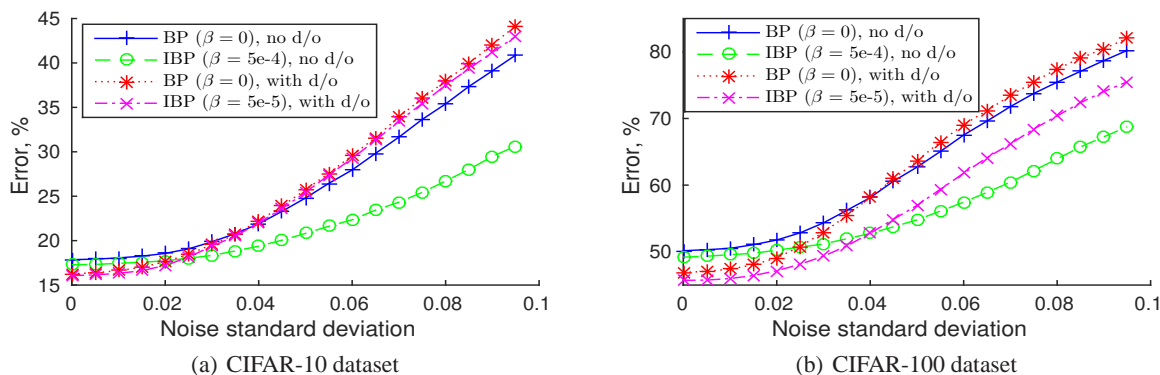 45
40
35
30
25
20
15
Error, %
BP (β = 0), no d/o
IBP (β = 5e-4), no d/o
BP (β = 0), with d/o
IBP (β = 5e-5), with d/o
0 0.02 0.04 0.06 0.08 0.1
Noise standard deviation
(a) CIFAR-10 dataset
80
70
60
50
Error, %
BP (β = 0), no d/o
IBP (β = 5e-4), no d/o
BP (β = 0), with d/o
IBP (β = 5e-5), with d/o
0 0.02 0.04 0.06 0.08 0.1
Noise standard deviation
(b) CIFAR-100 dataset